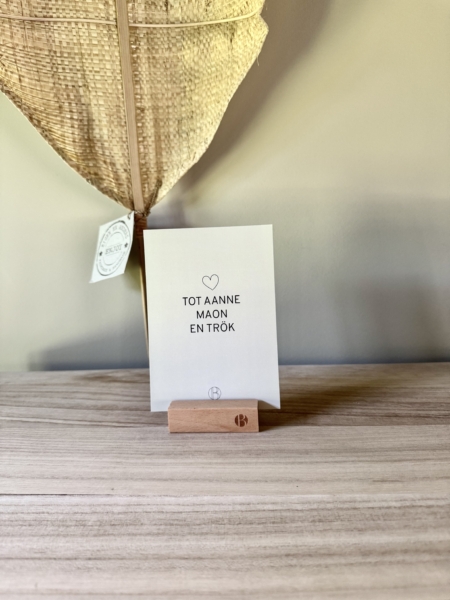 TOT AANNE
MAON
EN TRÖK